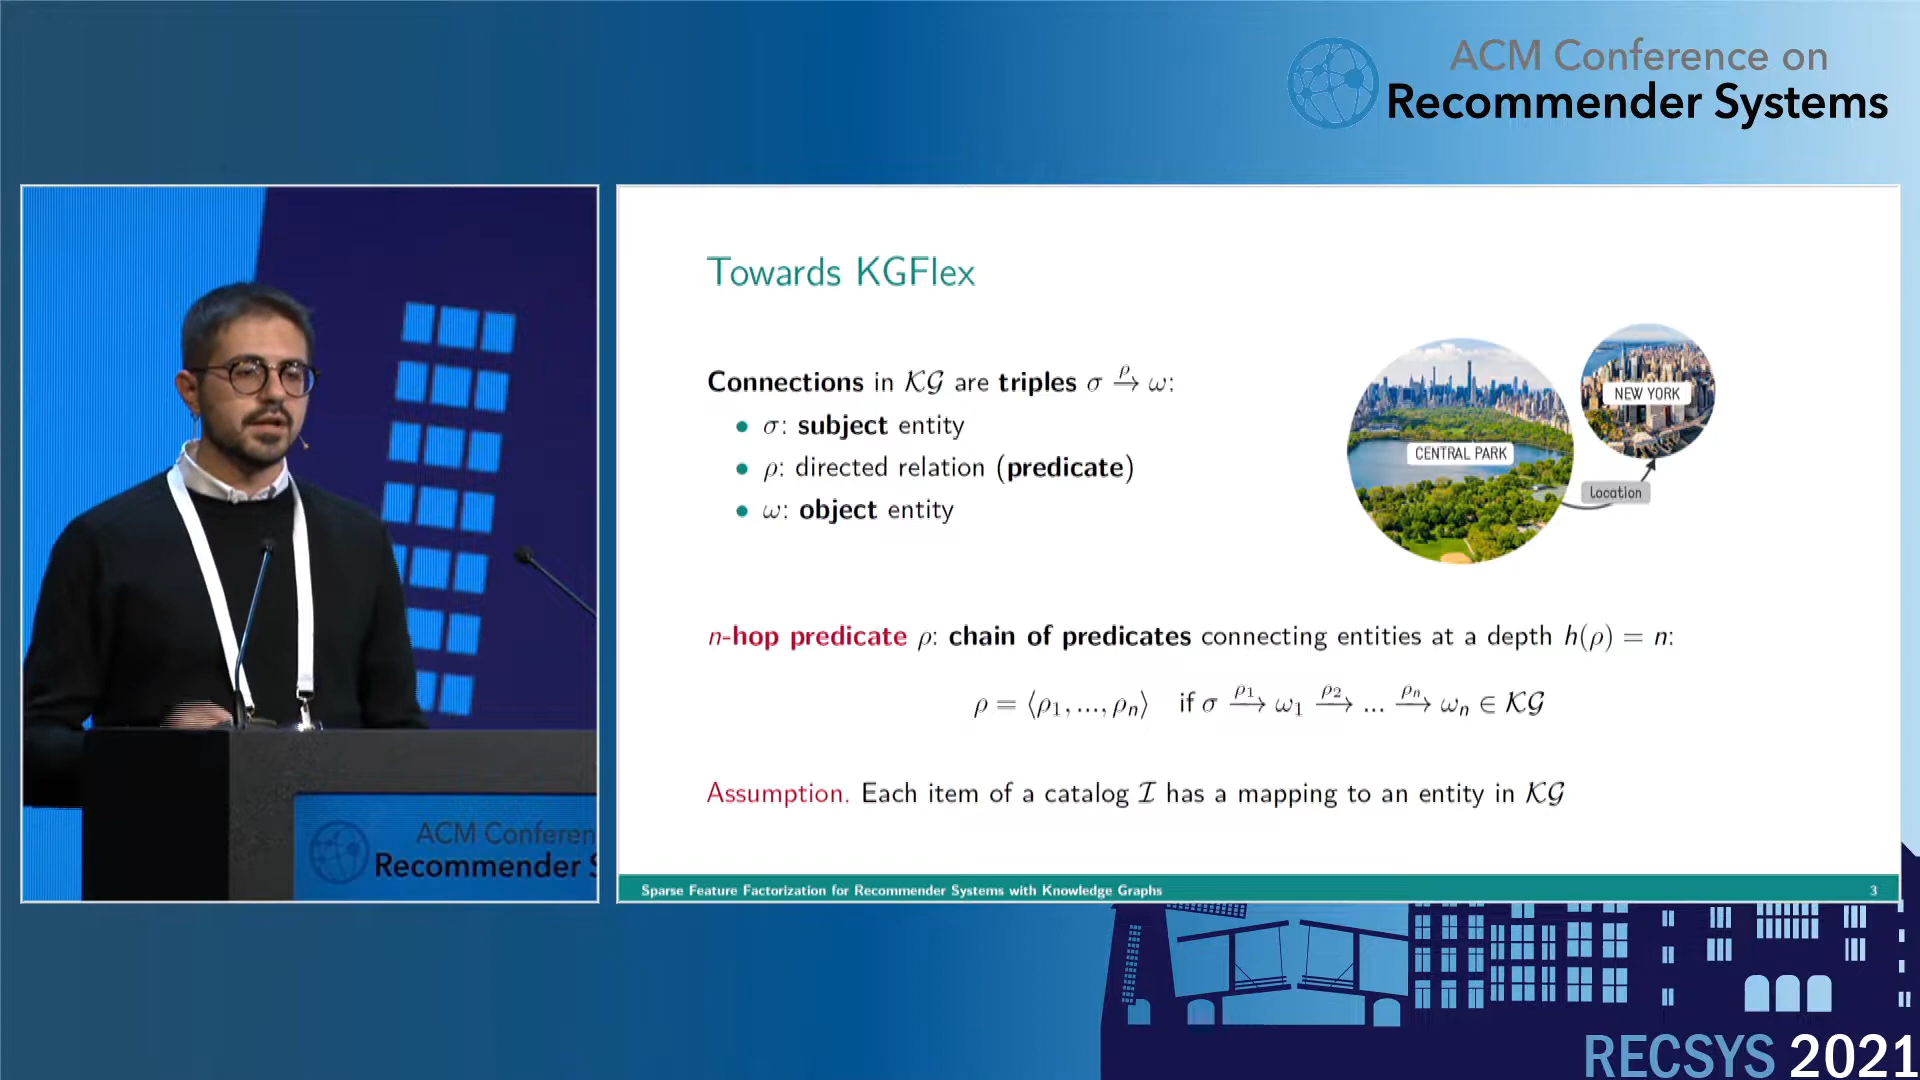 ACM Conference on
Recommender Systems
Towards KGFlex
Connections in 𝒦𝒢 are triples σ →^ρ ω:
• σ: subject entity
• ρ: directed relation (predicate)
• ω: object entity
CENTRAL PARK
NEW YORK
Location
n-hop predicate ρ: chain of predicates connecting entities at a depth h(ρ) = n:
ρ = ⟨ρ₁, ..., ρₙ⟩ if σ →^ρ₁ ω₁ →^ρ₂ ... →^ρₙ ωₙ ∈ 𝒦𝒢
Assumption. Each item of a catalog ℐ has a mapping to an entity in 𝒦𝒢
Sparse Feature Factorization for Recommender Systems with Knowledge Graphs 3
ACM Conferen
Recommender S
RECSYS 2021